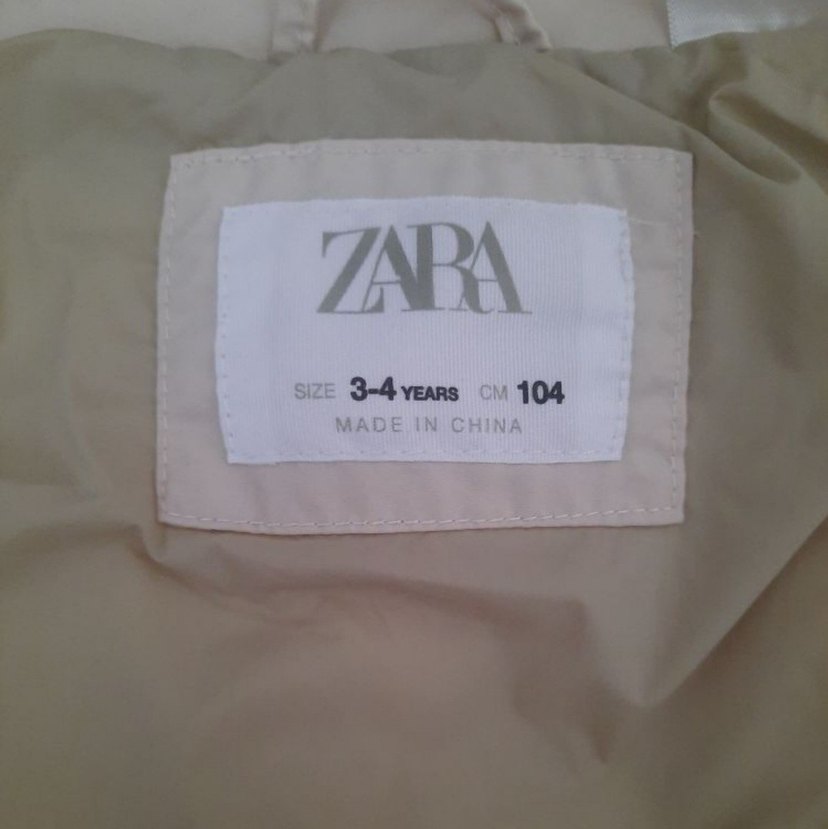 ZARA
SIZE 3-4 YEARS CM 104
MADE IN CHINA